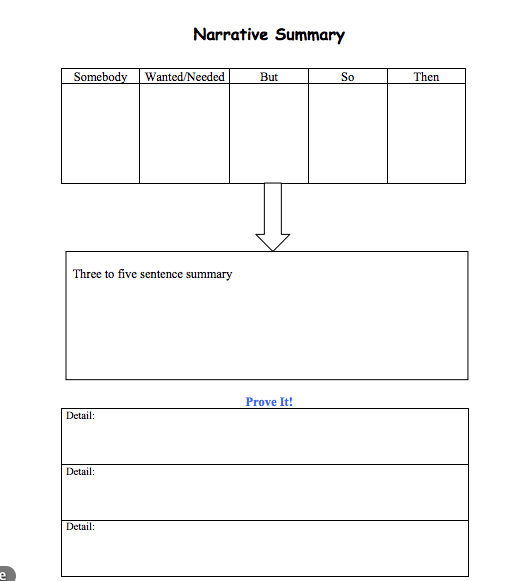 Narrative Summary
Somebody Wanted/Needed But So Then
Three to five sentence summary
Prove It!
Detail:
Detail:
Detail:
e